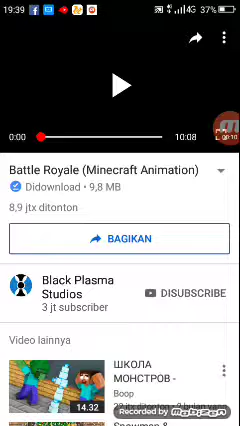 19:39 4G 37%
0:00 10:08
Battle Royale (Minecraft Animation)
Didownload • 9,8 MB
8,9 jtx ditonton
BAGIKAN
Black Plasma
Studios
DISUBSCRIBE
3 jt subscriber
Video lainnya
ШКОЛА
МОНСТРОВ -
Boop
14.32
Recorded by Mobizen